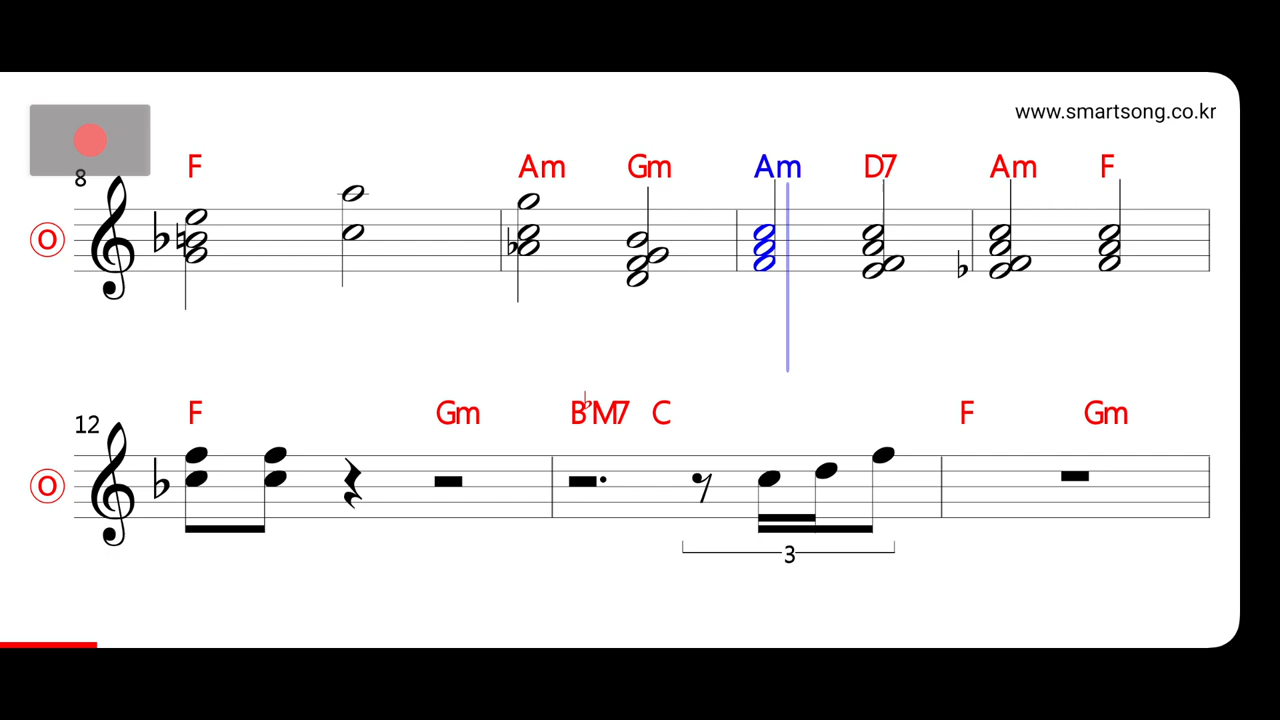 www.smartsong.co.kr
F Am Gm Am D7 Am F
8
O
F Gm B♭M7 C F Gm
12
O
3